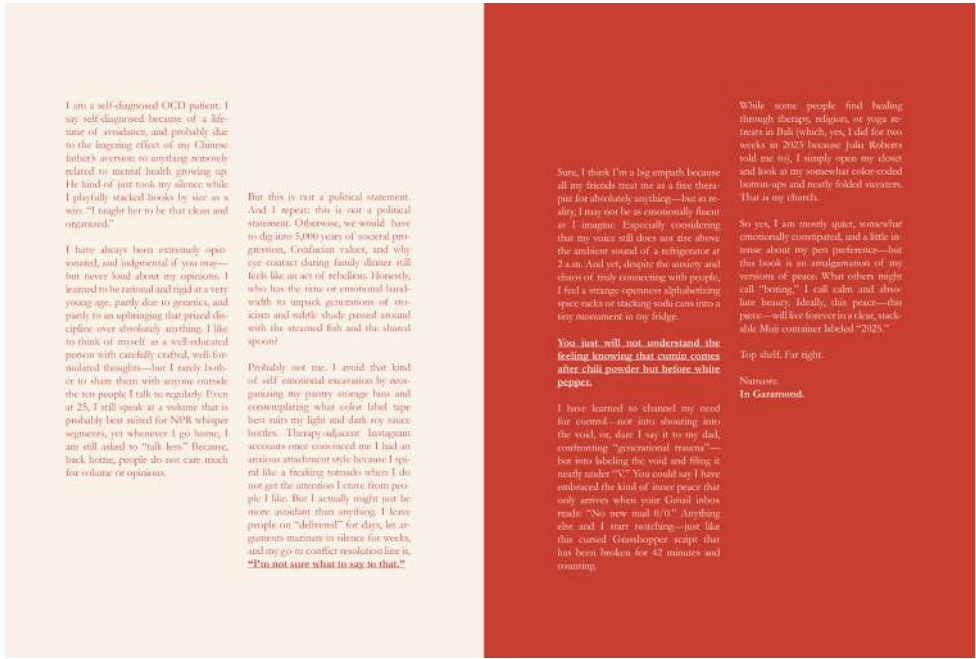 I am a self-diagnosed OCD patient. I
say self-diagnosed because of a life-
time of avoidance, and probably due
to the lingering effect of my Chinese
father's aversion to anything remotely
related to mental health growing up.
He kind of just took my silence while
I playfully stacked books by size as a
win: “I taught her to be that clean and
organized.”
I have always been extremely opin-
ionated, and judgmental if you may—
but never loud about my opinions. I
learned to be rational and rigid at a very
young age, partly due to genetics, and
partly to an upbringing that prized dis-
cipline over absolutely anything. I like
to think of myself as a well-educated
person with carefully crafted, well-for-
mulated thoughts—but I rarely both-
er to share them with anyone outside
the ten people I talk to regularly. Even
at 25, I still speak at a volume that is
probably best suited for NPR whisper
segments, yet whenever I go home, I
am still asked to “talk less.” Because,
back home, people do not care much
for volume or opinions.
But this is not a political statement.
And I repeat: this is not a political
statement. Otherwise, we would have
to dig into 5,000 years of societal pro-
gression, Confucian values, and why
eye contact during family dinner still
feels like an act of rebellion. Honestly,
who has the time or emotional band-
width to unpack generations of sto-
icism and subtle shade passed around
with the steamed fish and the shared
spoon?
Probably not me. I avoid that kind
of self emotional excavation by reor-
ganizing my pantry storage bins and
contemplating what color label tape
best suits my light and dark soy sauce
bottles. Therapy-adjacent Instagram
accounts once convinced me I had an
anxious attachment style because I spi-
ral like a freaking tornado when I do
not get the attention I crave from peo-
ple I like. But I actually might just be
more avoidant than anything. I leave
people on “delivered” for days, let ar-
guments marinate in silence for weeks,
and my go-to conflict resolution line is,
“I'm not sure what to say to that.”
Sure, I think I'm a big empath because
all my friends treat me as a free thera-
pist for absolutely anything—but in re-
ality, I may not be as emotionally fluent
as I imagine. Especially considering
that my voice still does not rise above
the ambient sound of a refrigerator at
2 a.m. And yet, despite the anxiety and
chaos of truly connecting with people,
I feel a strange openness alphabetizing
spice racks or stacking soda cans into a
tiny monument in my fridge.
You just will not understand the
feeling knowing that cumin comes
after chili powder but before white
pepper.
I have learned to channel my need
for control—not into shouting into
the void, or, dare I say it to my dad,
confronting “generational trauma”—
but into labeling the void and filing it
neatly under “V.” You could say I have
embraced the kind of inner peace that
only arrives when your Gmail inbox
reads: “No new mail 0/0.” Anything
else and I start twitching—just like
this cursed Grasshopper script that
has been broken for 42 minutes and
counting.
While some people find healing
through therapy, religion, or yoga re-
treats in Bali (which, yes, I did for two
weeks in 2023 because Julia Roberts
told me to), I simply open my closet
and look at my somewhat color-coded
button-ups and neatly folded sweaters.
That is my church.
So yes, I am mostly quiet, somewhat
emotionally constipated, and a little in-
tense about my pen preference—but
this book is an amalgamation of my
versions of peace. What others might
call “boring,” I call calm and abso-
lute beauty. Ideally, this peace—this
piece—will live forever in a clear, stack-
able Muji container labeled “2025.”
Top shelf. Far right.
Namaste.
In Garamond.